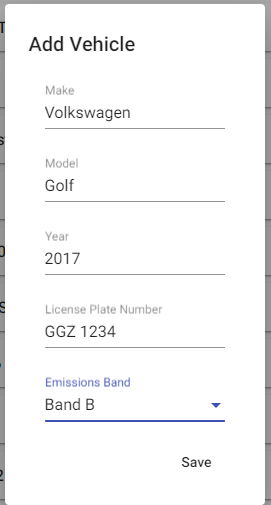 Add Vehicle
Make
Volkswagen
Model
Golf
Year
2017
License Plate Number
GGZ 1234
Emissions Band
Band B
Save